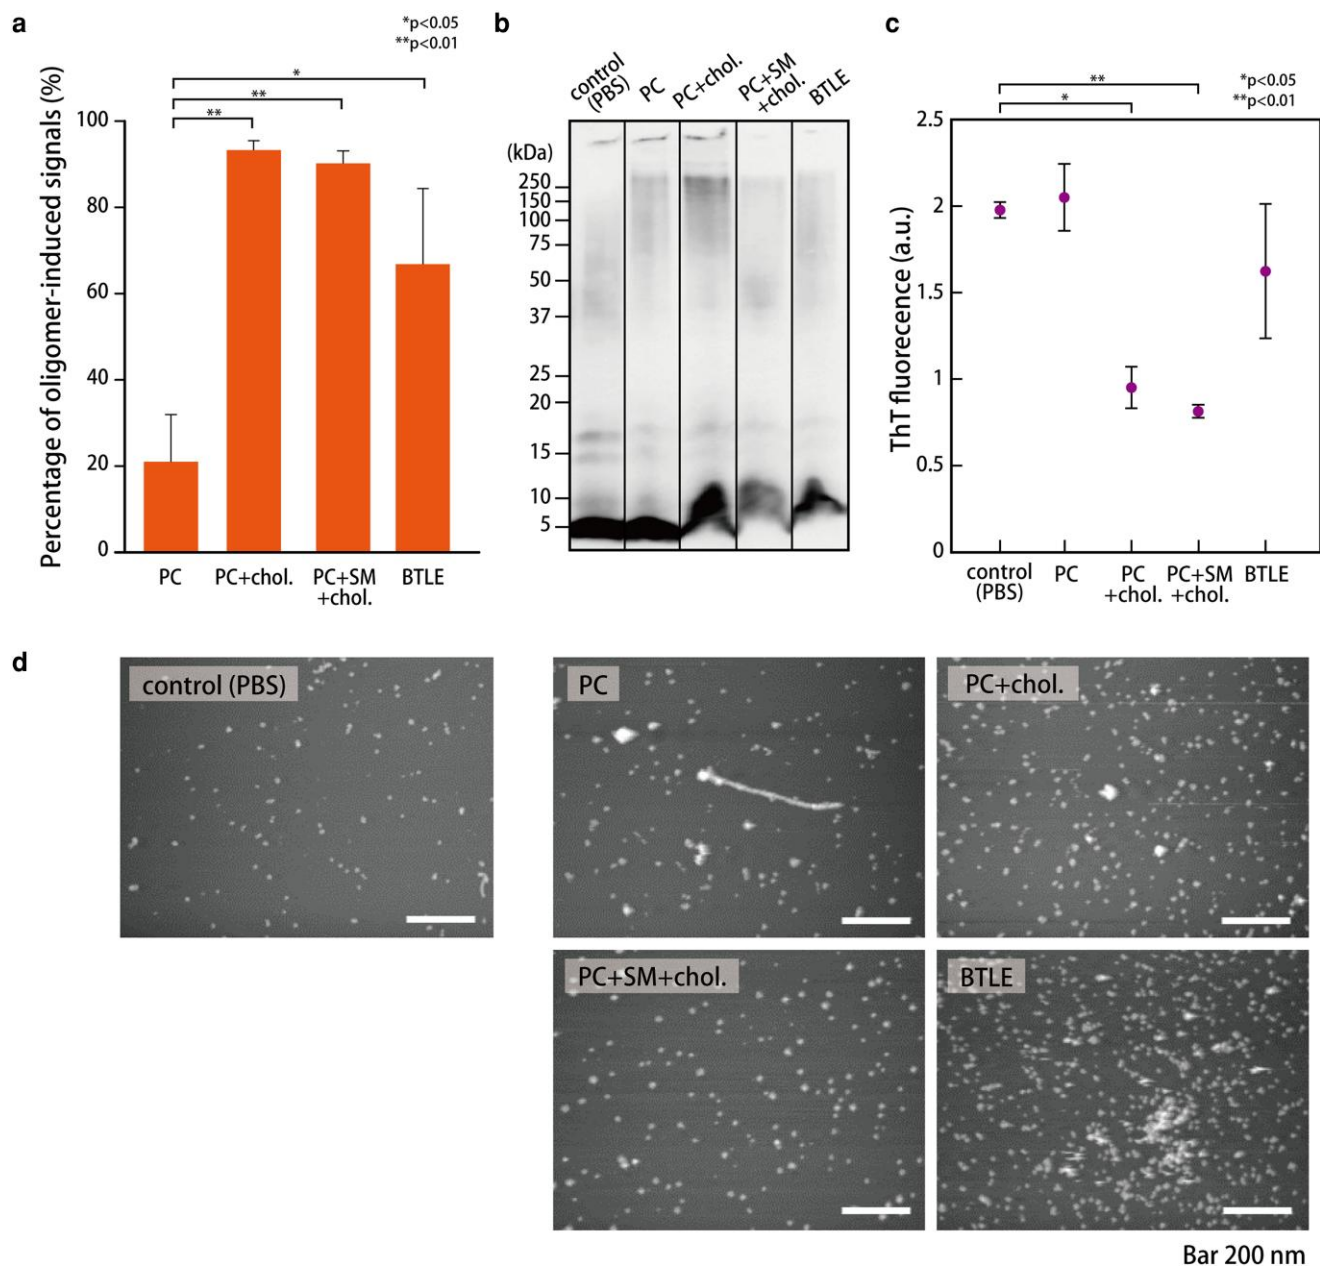 a
*p<0.05
**p<0.01
*
**
**
Percentage of oligomer-induced signals (%)
100
80
60
40
20
0
PC
PC+chol.
PC+SM
+chol.
BTLE
b
control
(PBS)
PC
PC+chol.
PC+SM
+chol.
BTLE
(kDa)
250
150
100
75
50
37
25
20
15
10
5
c
**
*
*p<0.05
**p<0.01
ThT fluorecence (a.u.)
2.5
2
1.5
1
0.5
0
control
(PBS)
PC
PC
+chol.
PC+SM
+chol.
BTLE
d
control (PBS)
PC
PC+chol.
PC+SM+chol.
BTLE
Bar 200 nm